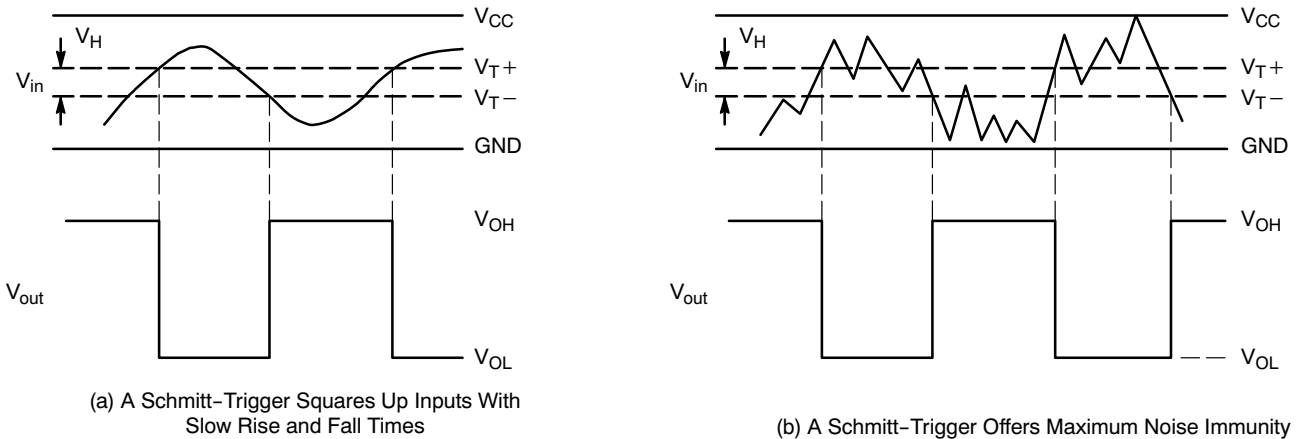 V_CC
V_H
V_in
V_T+
V_T−
GND
V_OH
V_out
V_OL
(a) A Schmitt−Trigger Squares Up Inputs With
Slow Rise and Fall Times
V_CC
V_H
V_in
V_T+
V_T−
GND
V_OH
V_out
V_OL
(b) A Schmitt−Trigger Offers Maximum Noise Immunity